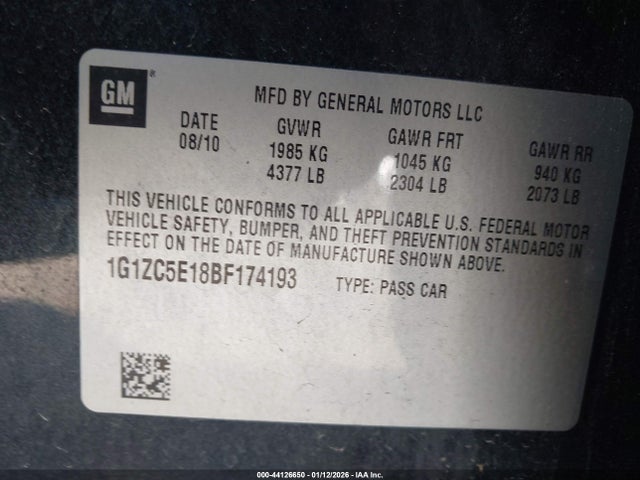 GM ®
MFD BY GENERAL MOTORS LLC
DATE GVWR GAWR FRT GAWR RR
08/10 1985 KG 1045 KG 940 KG
4377 LB 2304 LB 2073 LB
THIS VEHICLE CONFORMS TO ALL APPLICABLE U.S. FEDERAL MOTOR
VEHICLE SAFETY, BUMPER, AND THEFT PREVENTION STANDARDS IN
EFFECT ON THE DATE OF MANUFACTURE SHOWN ABOVE.
1G1ZC5E18BF174193 TYPE: PASS CAR
000-44126650 - 01/12/2026 - IAA Inc.